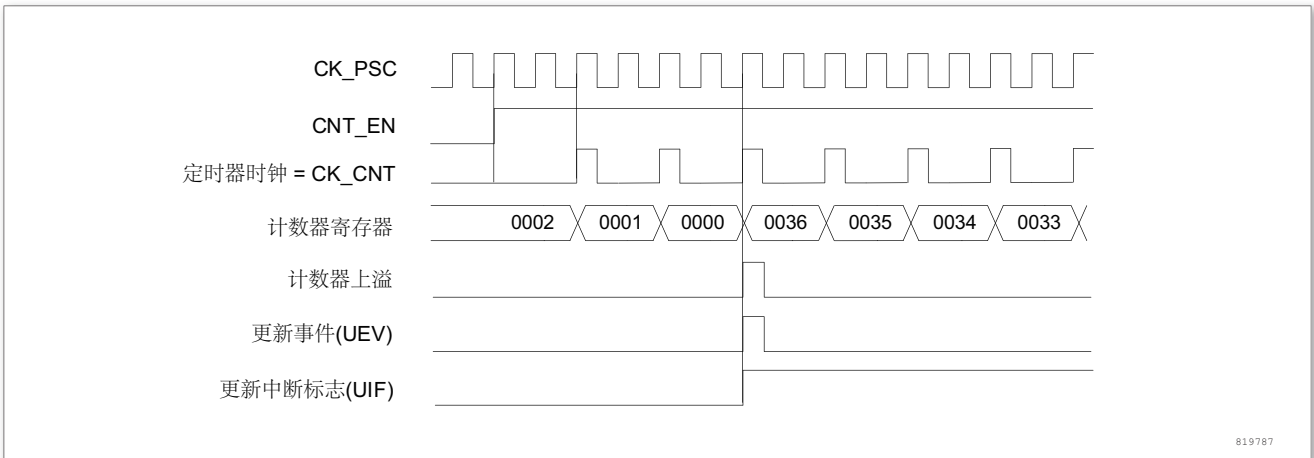 CK_PSC
CNT_EN
定时器时钟 = CK_CNT
计数器寄存器 0002 0001 0000 0036 0035 0034 0033
计数器上溢
更新事件(UEV)
更新中断标志(UIF)
819787